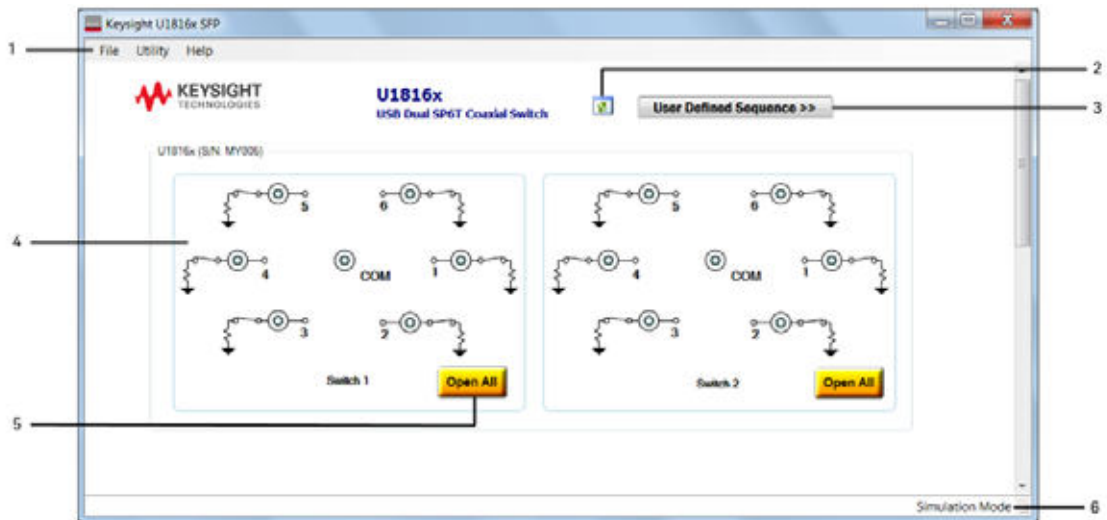 Keysight U1816x SFP
1
File Utility Help
2
KEYSIGHT
TECHNOLOGIES
U1816x
USB Dual SP6T Coaxial Switch
User Defined Sequence >>
3
U1816x (S/N: MY006)
5 6 5 6
4
4 COM 1 4 COM 1
3 2 3 2
Switch 1 Open All Switch 2 Open All
5
Simulation Mode 6